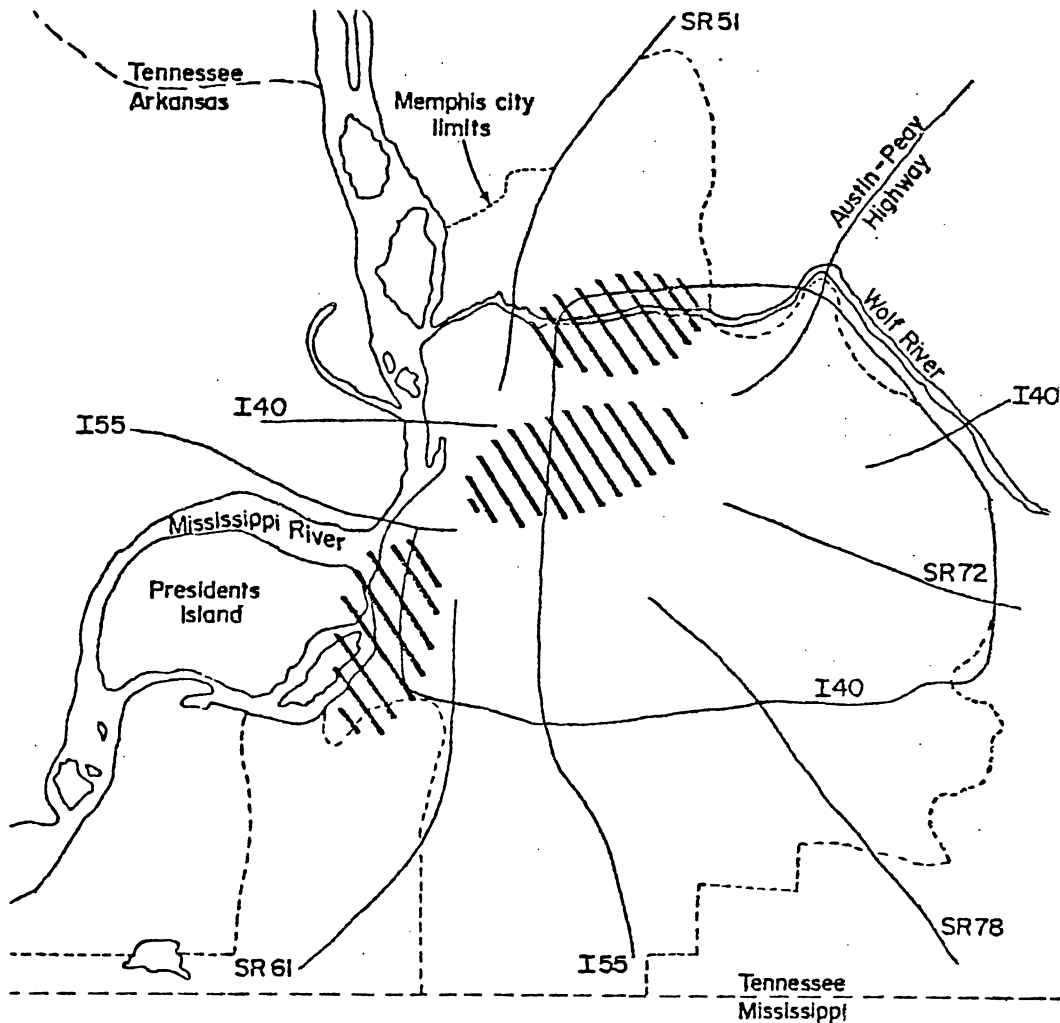 SR51
Tennessee
Arkansas
Memphis city
limits
Austin-Peay
Highway
Wolf River
I40
I40
I55
Mississippi River
Presidents
Island
SR72
I40
SR78
SR61
I55
Tennessee
Mississippi